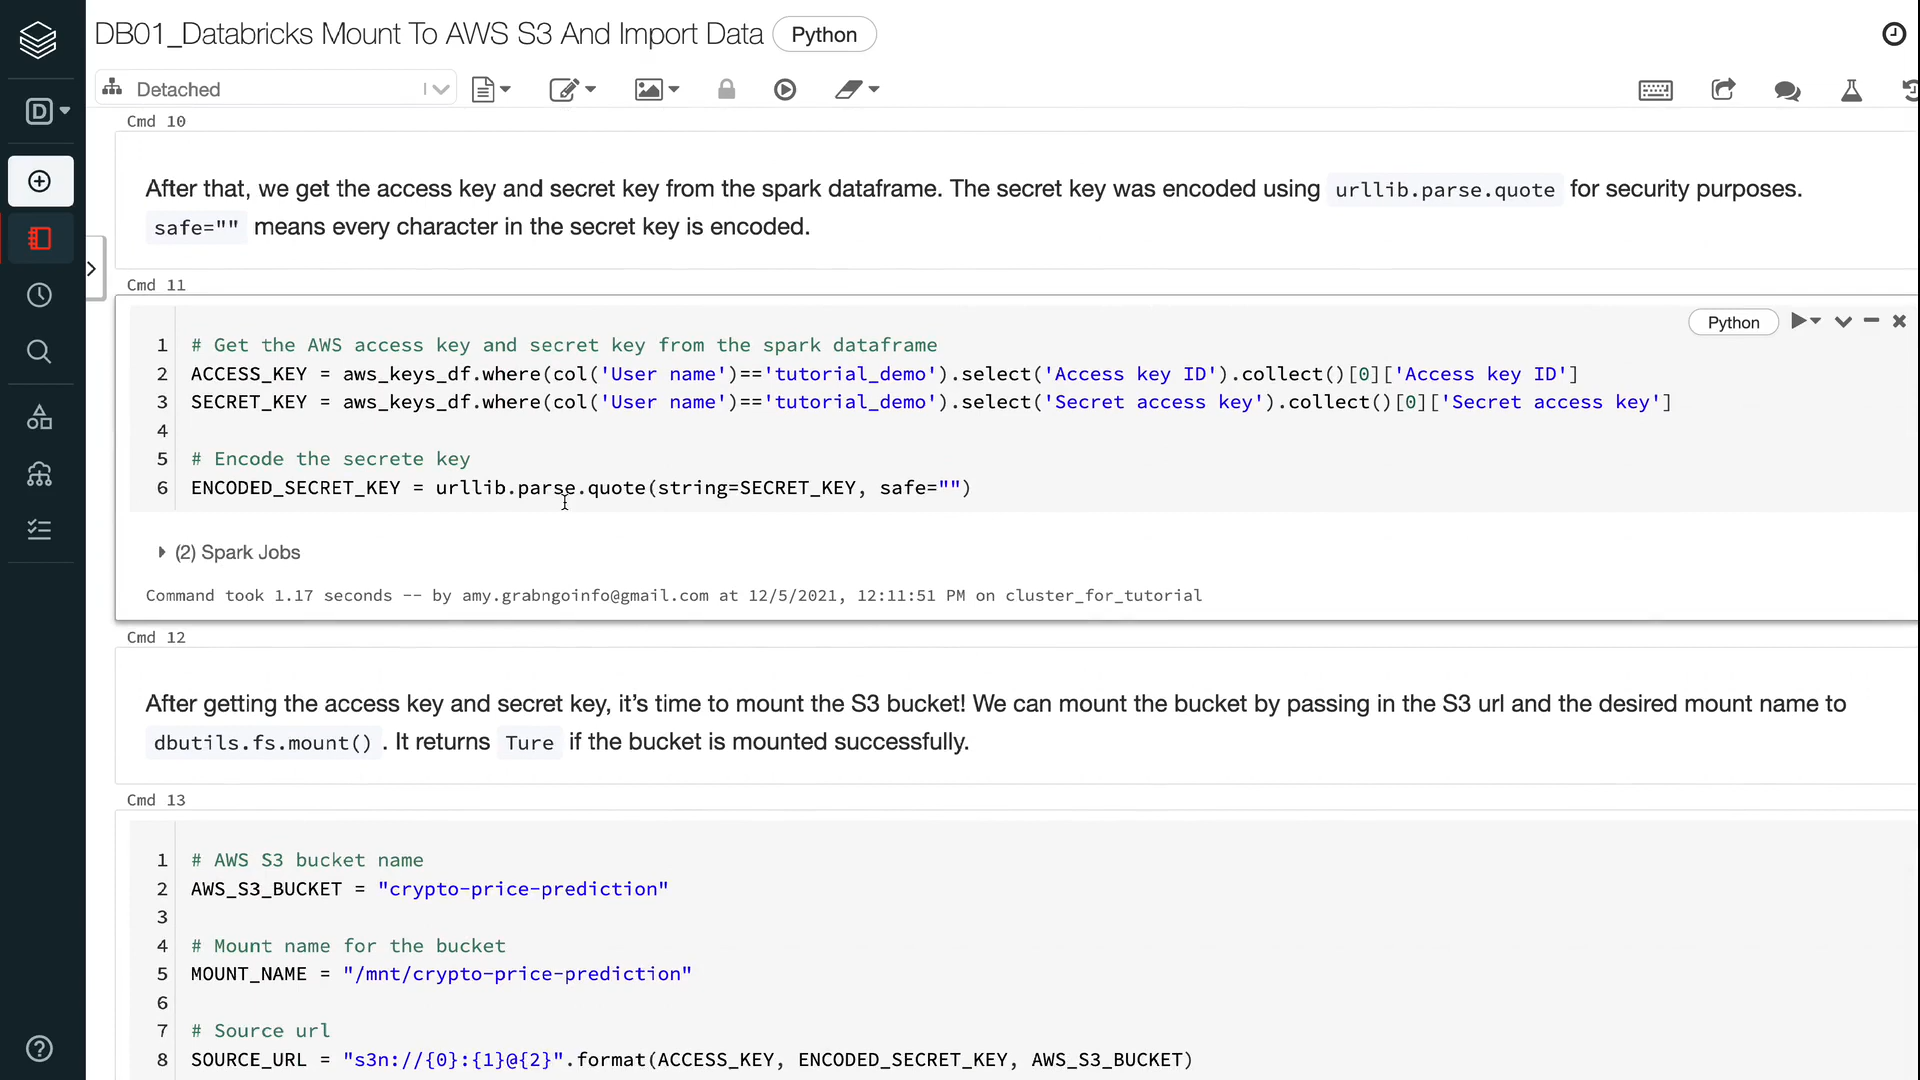 DB01_Databricks Mount To AWS S3 And Import Data Python
Detached
Cmd 10
After that, we get the access key and secret key from the spark dataframe. The secret key was encoded using urllib.parse.quote for security purposes.
safe="" means every character in the secret key is encoded.
Cmd 11
Python
1 # Get the AWS access key and secret key from the spark dataframe
2 ACCESS_KEY = aws_keys_df.where(col('User name')=='tutorial_demo').select('Access key ID').collect()[0]['Access key ID']
3 SECRET_KEY = aws_keys_df.where(col('User name')=='tutorial_demo').select('Secret access key').collect()[0]['Secret access key']
4
5 # Encode the secrete key
6 ENCODED_SECRET_KEY = urllib.parse.quote(string=SECRET_KEY, safe="")
(2) Spark Jobs
Command took 1.17 seconds -- by amy.grabngoinfo@gmail.com at 12/5/2021, 12:11:51 PM on cluster_for_tutorial
Cmd 12
After getting the access key and secret key, it’s time to mount the S3 bucket! We can mount the bucket by passing in the S3 url and the desired mount name to
dbutils.fs.mount() . It returns Ture if the bucket is mounted successfully.
Cmd 13
1 # AWS S3 bucket name
2 AWS_S3_BUCKET = "crypto-price-prediction"
3
4 # Mount name for the bucket
5 MOUNT_NAME = "/mnt/crypto-price-prediction"
6
7 # Source url
8 SOURCE_URL = "s3n://{0}:{1}@{2}".format(ACCESS_KEY, ENCODED_SECRET_KEY, AWS_S3_BUCKET)